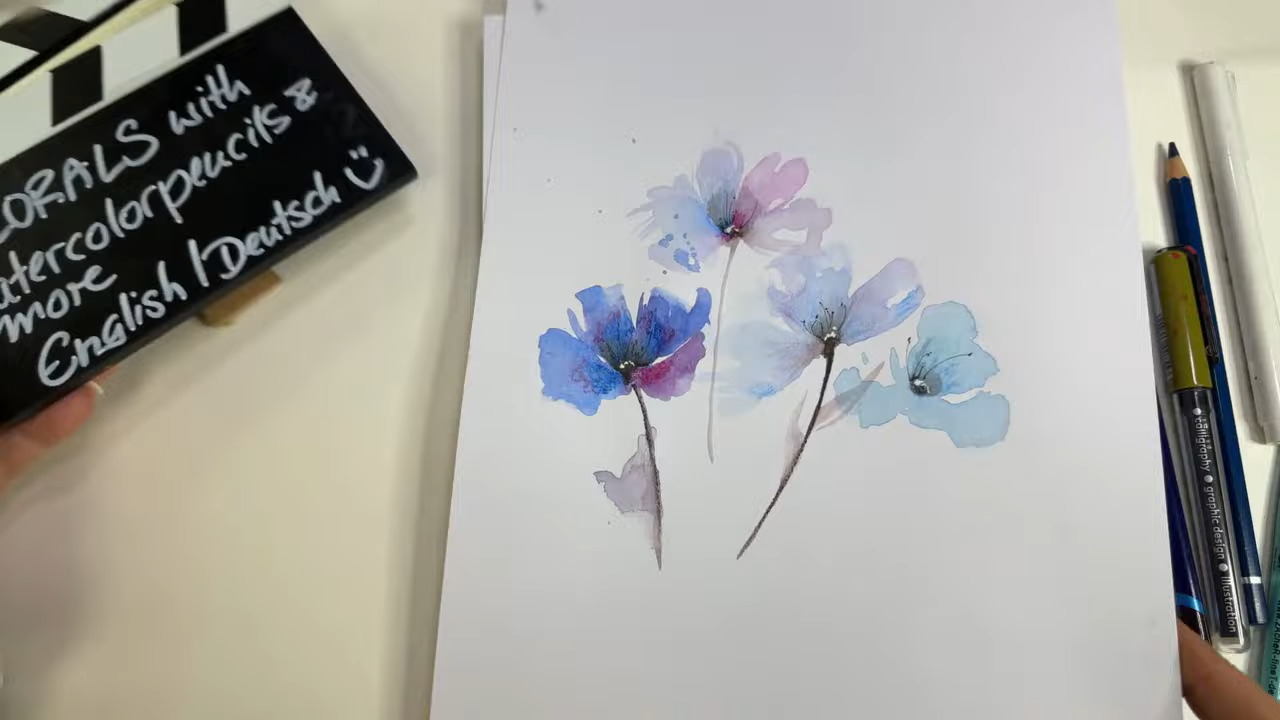 LORALS with
atercolorpencils &
more
English / Deutsch
calligraphy ● graphic design ● illustration